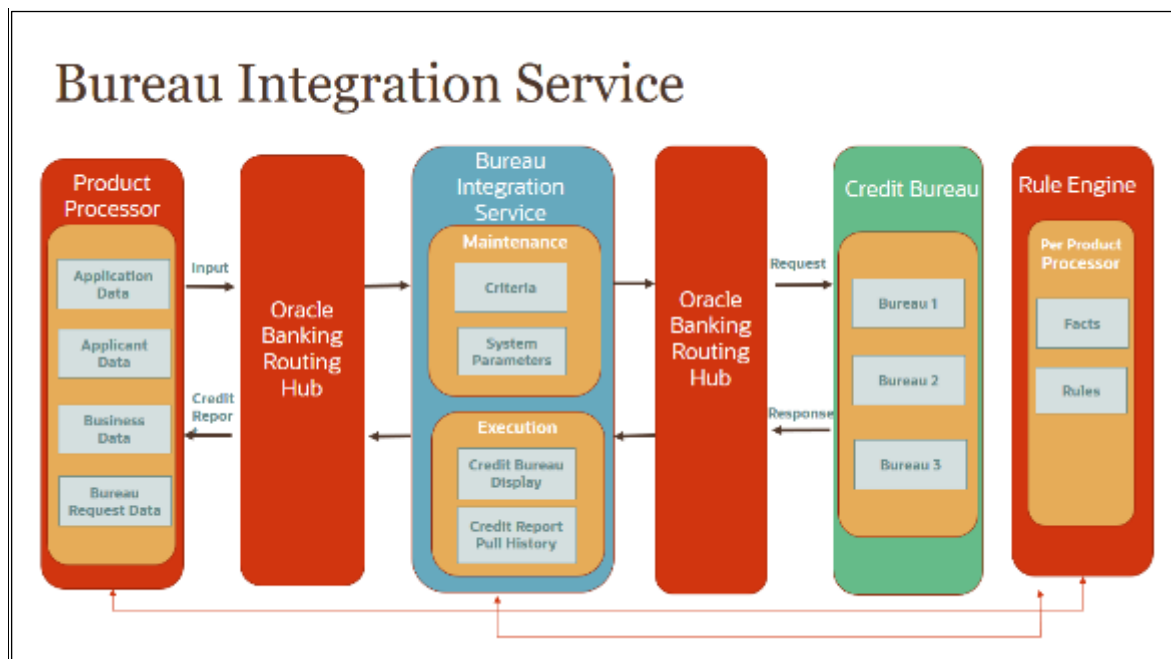 Bureau Integration Service
Product
Processor
Application
Data
Applicant
Data
Business
Data
Bureau
Request Data
Input
Credit
Repor
Oracle
Banking
Routing
Hub
Bureau
Integration
Service
Maintenance
Criteria
System
Parameters
Execution
Credit Bureau
Display
Credit Report
Pull History
Oracle
Banking
Routing
Hub
Request
Response
Credit Bureau
Bureau 1
Bureau 2
Bureau 3
Rule Engine
Per Product
Processor
Facts
Rules